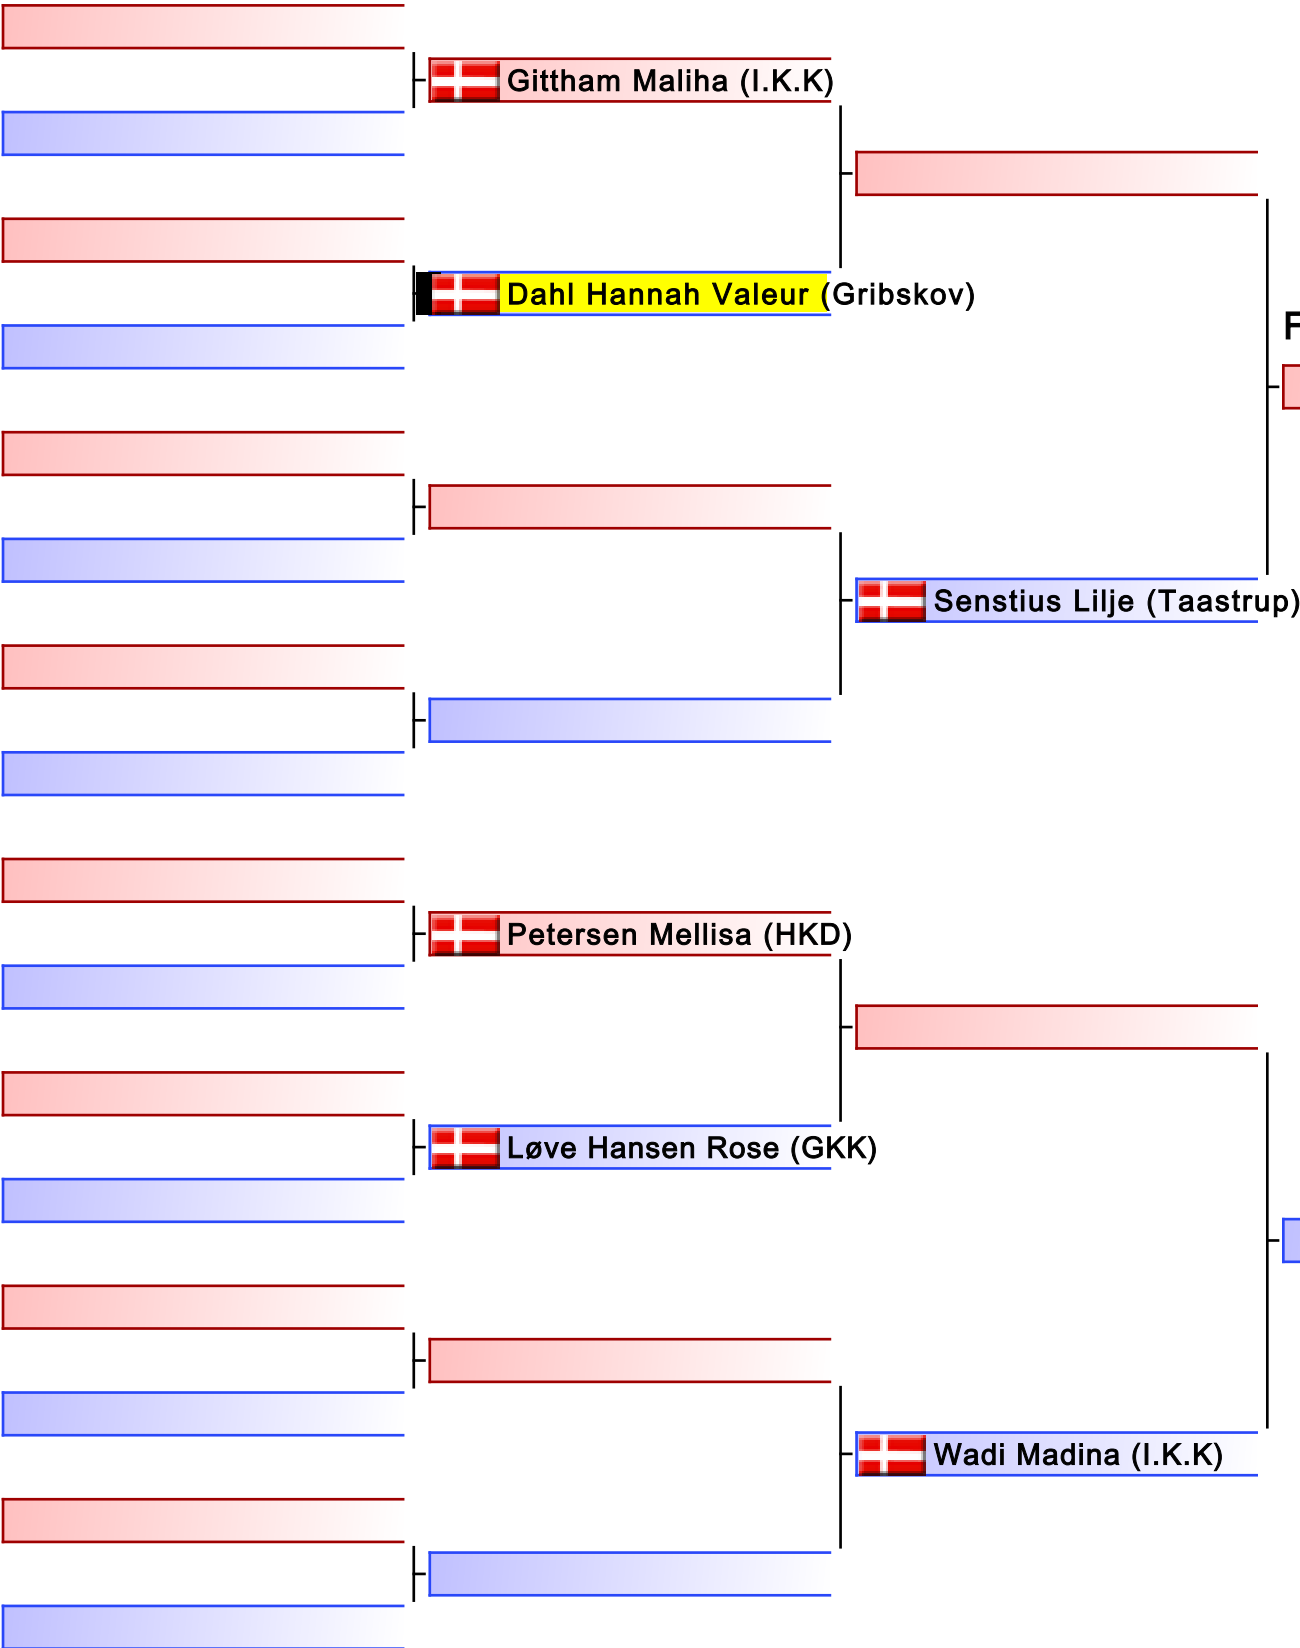 Gittham Maliha (I.K.K)
Dahl Hannah Valeur (Gribskov)
F
Senstius Lilje (Taastrup)
Petersen Mellisa (HKD)
Løve Hansen Rose (GKK)
Wadi Madina (I.K.K)